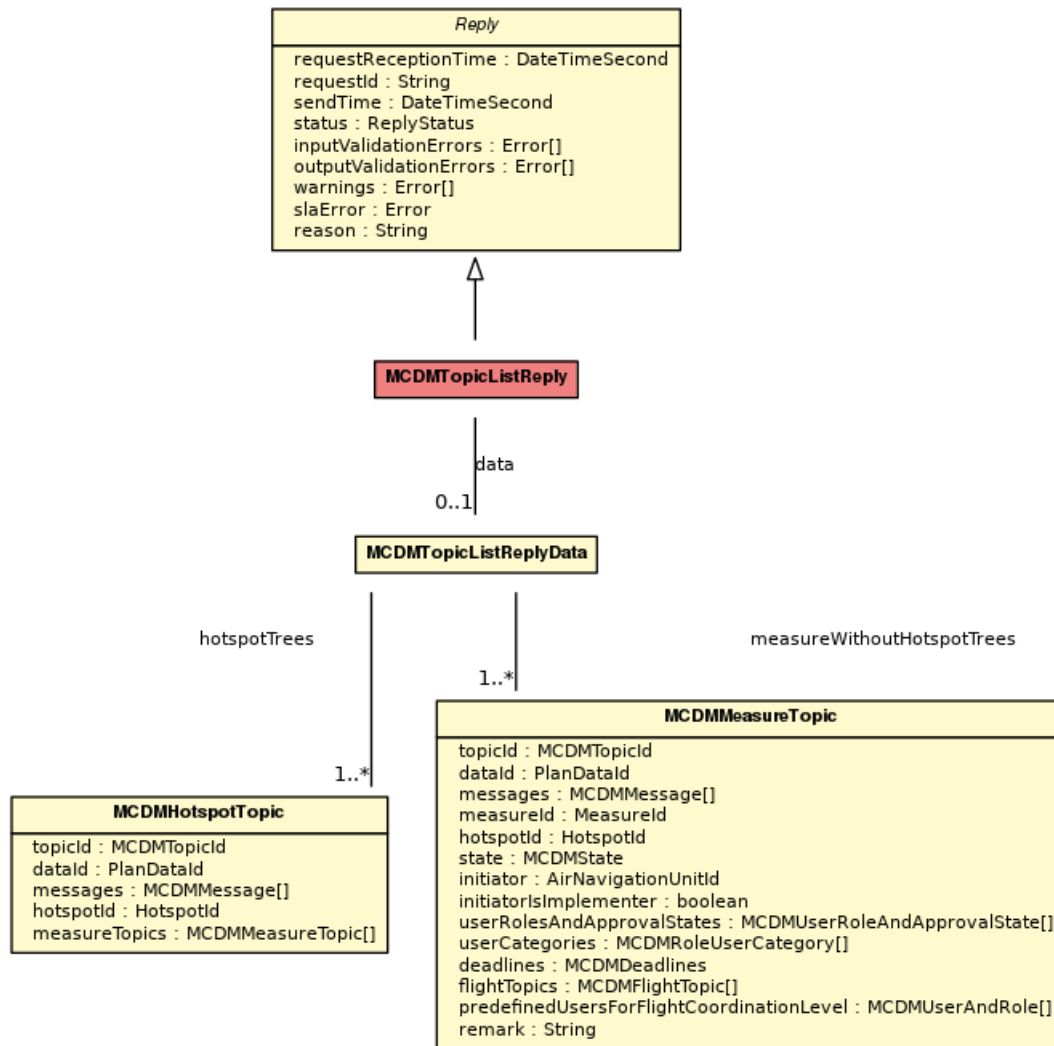 Reply
requestReceptionTime : DateTimeSecond
requestId : String
sendTime : DateTimeSecond
status : ReplyStatus
inputValidationErrors : Error[]
outputValidationErrors : Error[]
warnings : Error[]
slaError : Error
reason : String
MCDMTopicListReply
data
0..1
MCDMTopicListReplyData
hotspotTrees
measureWithoutHotspotTrees
1..*
1..*
MCDMHotspotTopic
topicId : MCDMTopicId
dataId : PlanDataId
messages : MCDMMessage[]
hotspotId : HotspotId
measureTopics : MCDMMeasureTopic[]
MCDMMeasureTopic
topicId : MCDMTopicId
dataId : PlanDataId
messages : MCDMMessage[]
measureId : MeasureId
hotspotId : HotspotId
state : MCDMState
initiator : AirNavigationUnitId
initiatorIsImplementer : boolean
userRolesAndApprovalStates : MCDMUserRoleAndApprovalState[]
userCategories : MCDMRoleUserCategory[]
deadlines : MCDMDeadlines
flightTopics : MCDMFlightTopic[]
predefinedUsersForFlightCoordinationLevel : MCDMUserAndRole[]
remark : String